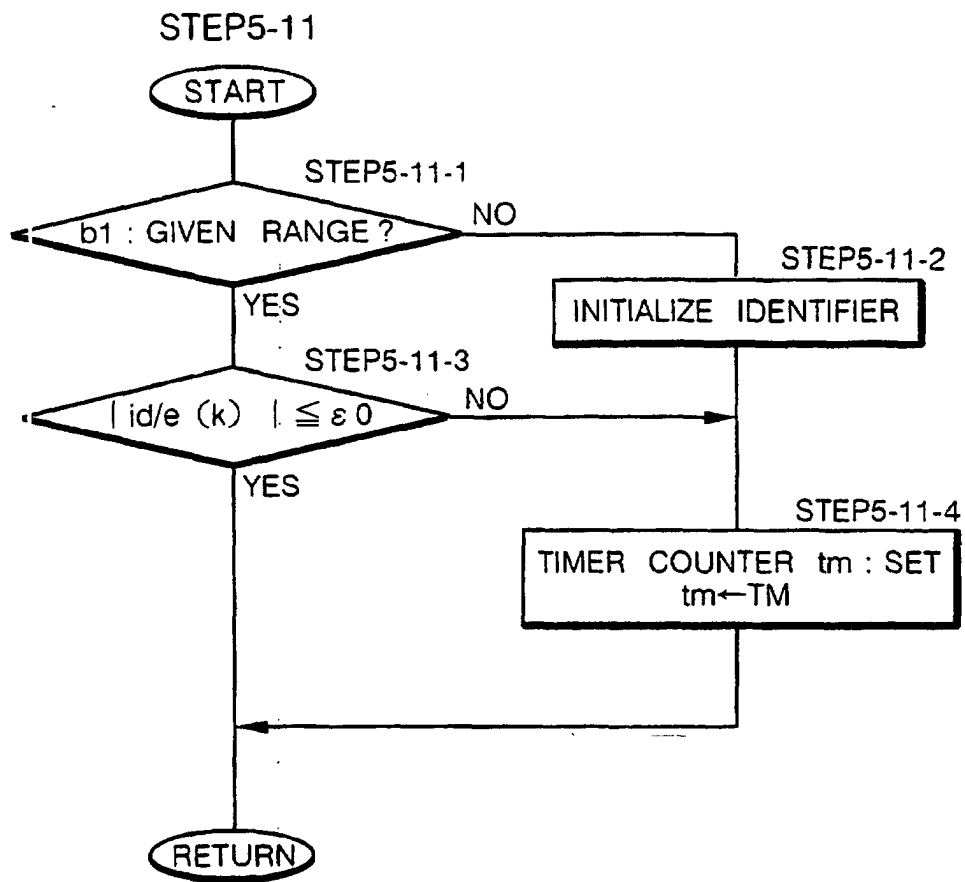 STEP5-11
START
STEP5-11-1
b1 : GIVEN RANGE ?
NO
YES
STEP5-11-2
INITIALIZE IDENTIFIER
STEP5-11-3
| id/e (k) | ≦ ε 0
NO
YES
STEP5-11-4
TIMER COUNTER tm : SET
tm←TM
RETURN